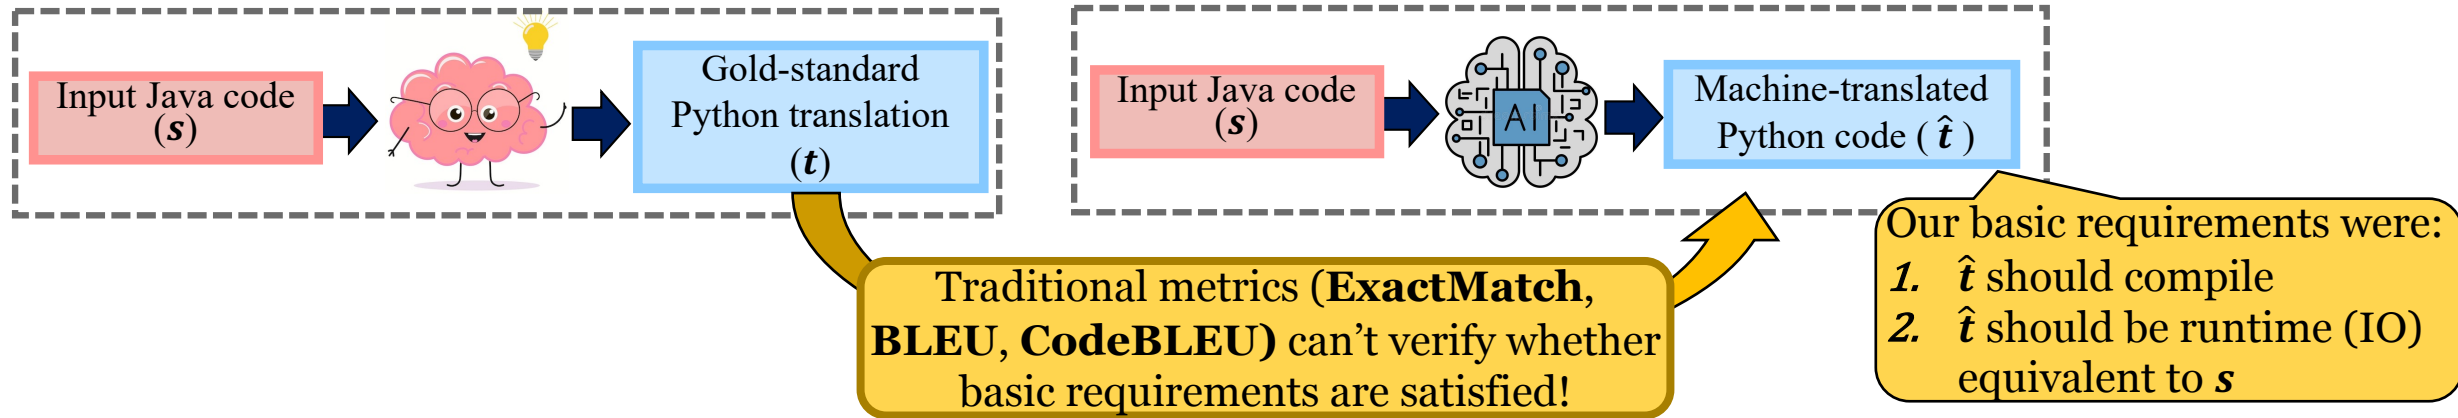 Input Java code
(s)
Gold-standard
Python translation
(t)
Input Java code
(s)
AI
Machine-translated
Python code ( t̂ )
Traditional metrics (ExactMatch,
BLEU, CodeBLEU) can't verify whether
basic requirements are satisfied!
Our basic requirements were:
1. t̂ should compile
2. t̂ should be runtime (IO)
equivalent to s